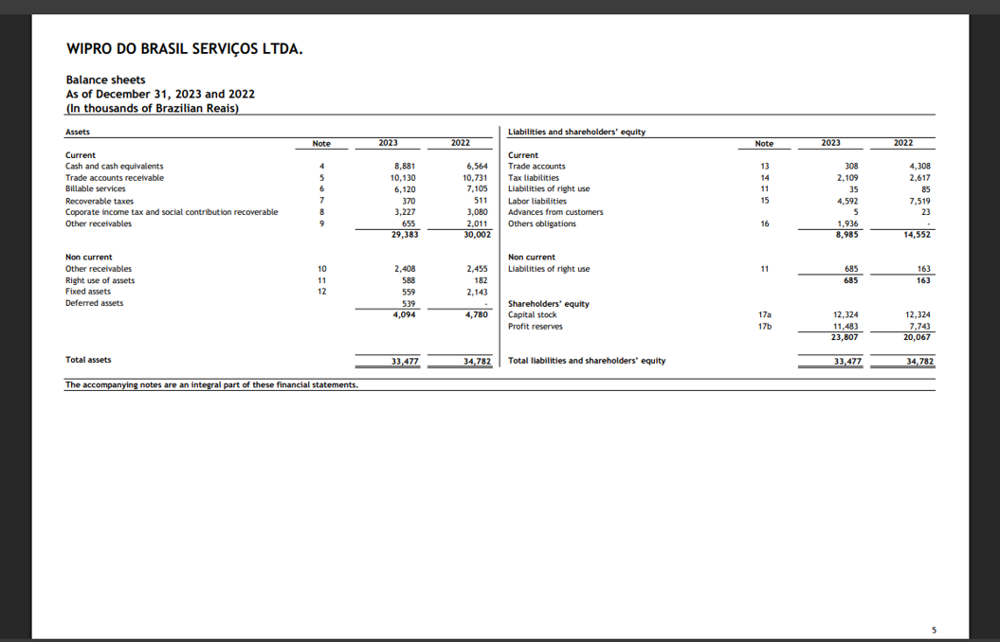 WIPRO DO BRASIL SERVIÇOS LTDA.
Balance sheets
As of December 31, 2023 and 2022
(In thousands of Brazilian Reais)
Assets
Note 2023 2022
Current
Cash and cash equivalents 4 8,881 6,564
Trade accounts receivable 5 10,130 10,731
Billable services 6 6,120 7,105
Recoverable taxes 7 370 511
Coporate income tax and social contribution recoverable 8 3,227 3,080
Other receivables 9 655 2,011
29,383 30,002
Non current
Other receivables 10 2,408 2,455
Right use of assets 11 588 182
Fixed assets 12 559 2,143
Deferred assets 539 -
4,094 4,780
Total assets 33,477 34,782
Liabilities and shareholders’ equity
Note 2023 2022
Current
Trade accounts 13 308 4,308
Tax liabilities 14 2,109 2,617
Liabilities of right use 11 35 85
Labor liabilities 15 4,592 7,519
Advances from customers 5 23
Others obligations 16 1,936 -
8,985 14,552
Non current
Liabilities of right use 11 685 163
685 163
Shareholders’ equity
Capital stock 17a 12,324 12,324
Profit reserves 17b 11,483 7,743
23,807 20,067
Total liabilities and shareholders’ equity 33,477 34,782
The accompanying notes are an integral part of these financial statements.
5